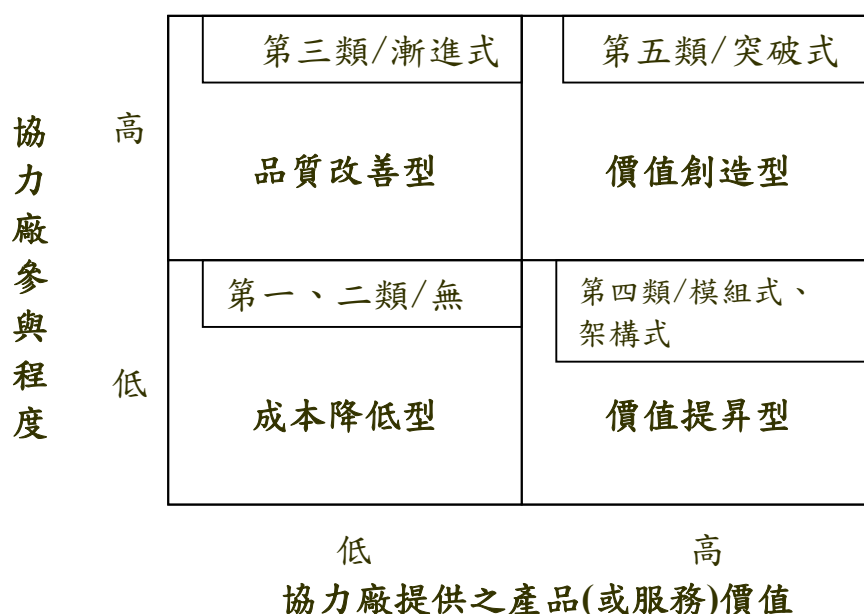 第三類/漸進式
第五類/突破式
協力廠參與程度
高
品質改善型
價值創造型
第一、二類/無
第四類/模組式、
架構式
低
成本降低型
價值提昇型
低
高
協力廠提供之產品(或服務)價值